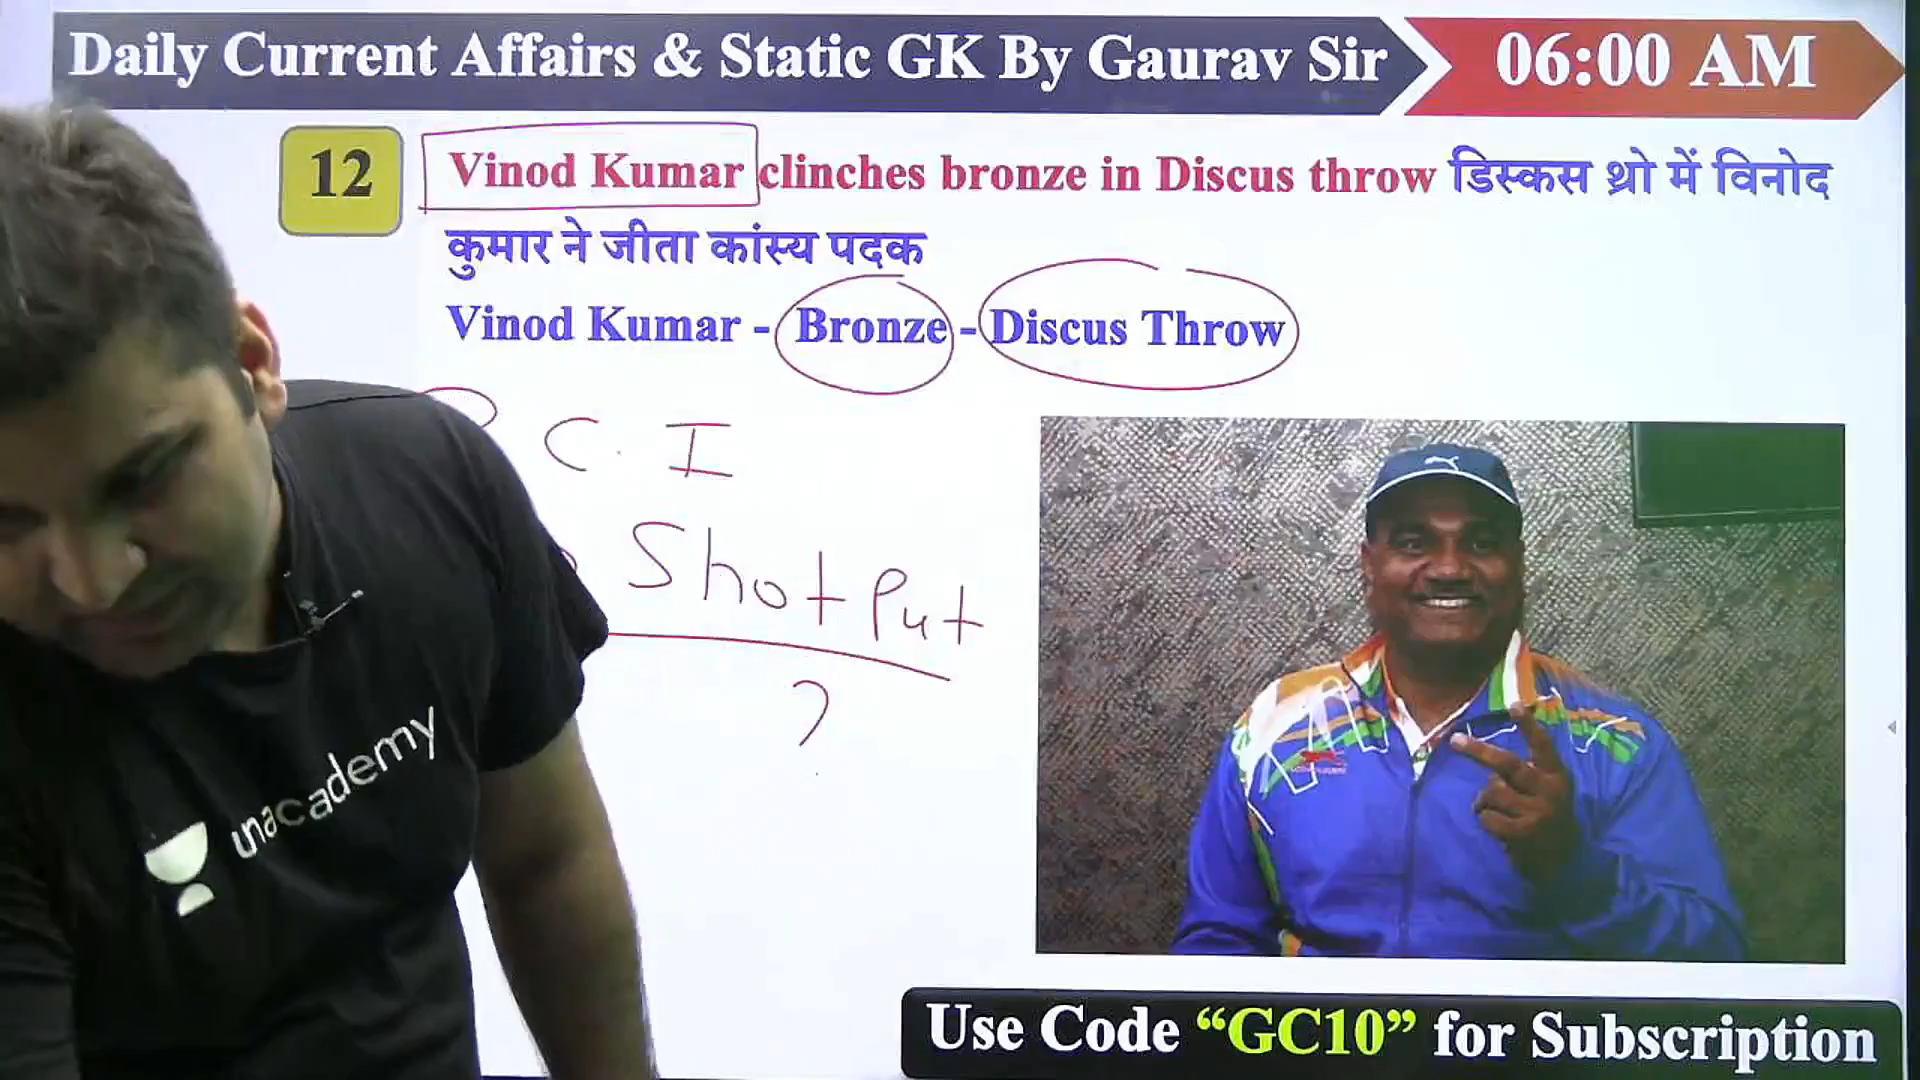 Daily Current Affairs & Static GK By Gaurav Sir
06:00 AM
12
Vinod Kumar clinches bronze in Discus throw डिस्कस थ्रो में विनोद
कुमार ने जीता कांस्य पदक
Vinod Kumar - Bronze - Discus Throw
C. I
Shot Put
?
unacademy
Use Code “GC10” for Subscription